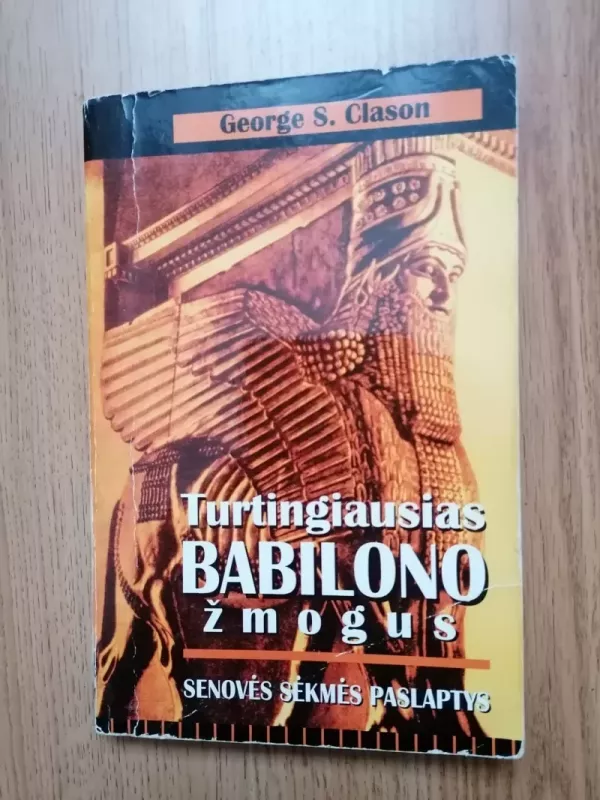 George S. Clason
Turtingiausias
BABILONO
žmogus
SENOVĖS SĖKMĖS PASLAPTYS